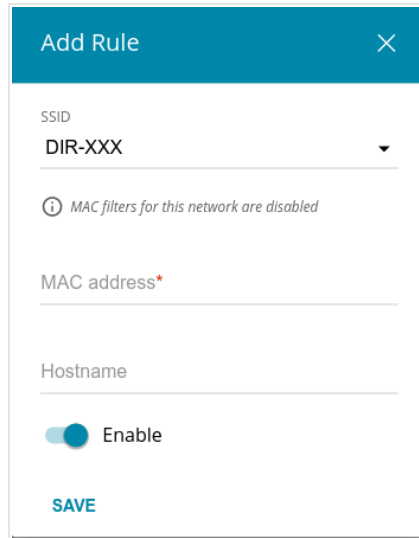 Add Rule
SSID
DIR-XXX
MAC filters for this network are disabled
MAC address*
Hostname
Enable
SAVE